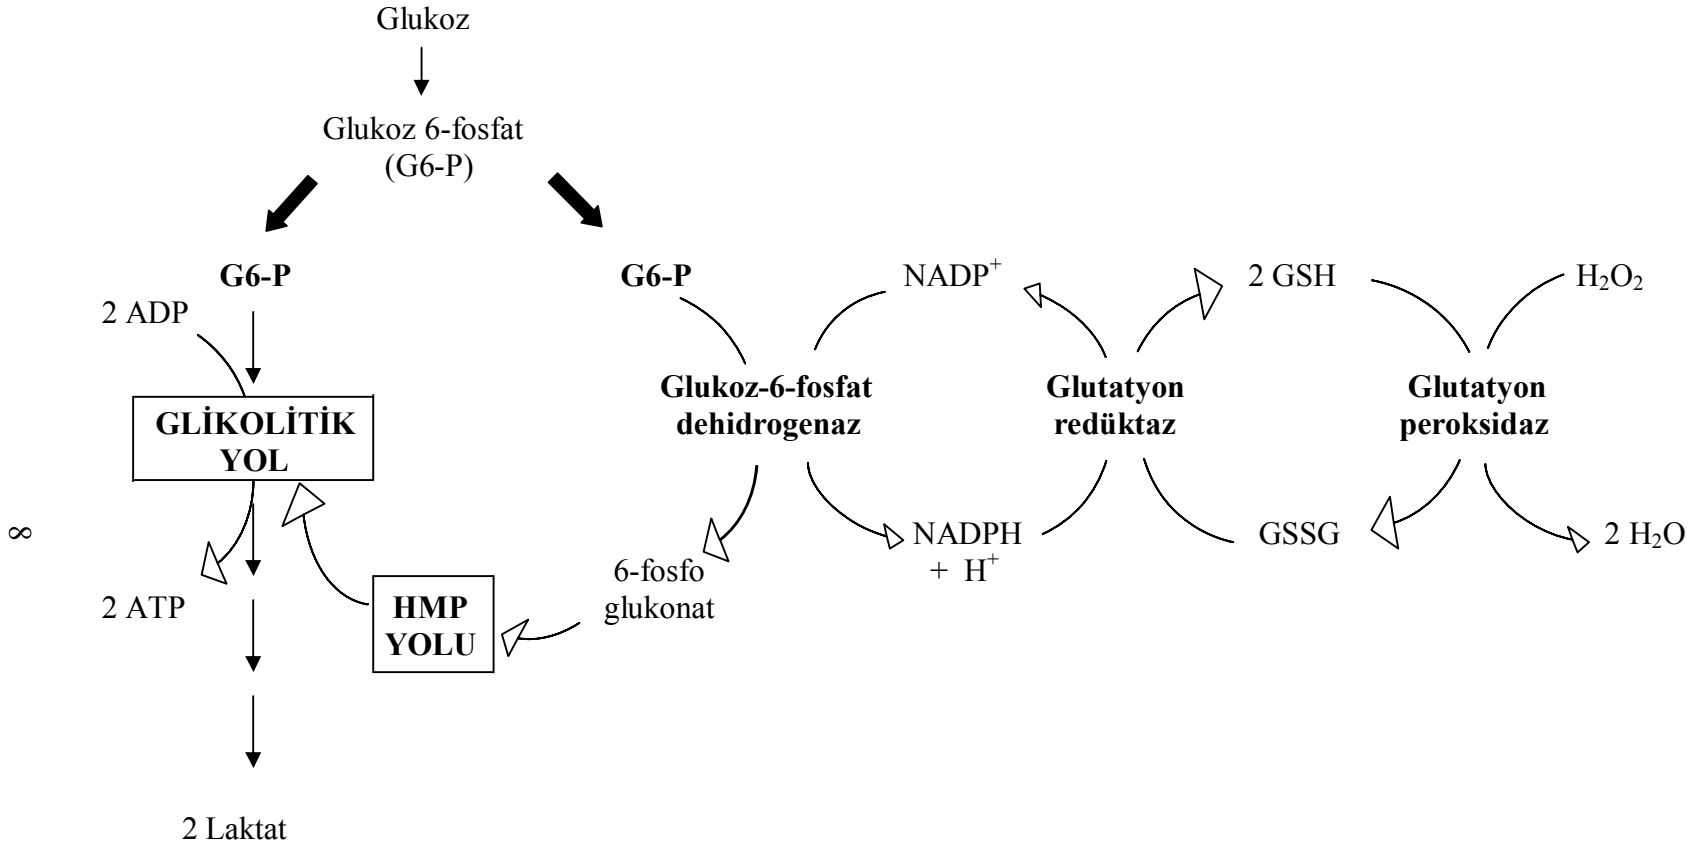 Glukoz
Glukoz 6-fosfat
(G6-P)
G6-P
2 ADP
GLİKOLİTİK
YOL
2 ATP
2 Laktat
HMP
YOLU
G6-P
NADP⁺
Glukoz-6-fosfat
dehidrogenaz
6-fosfo
glukonat
NADPH
+ H⁺
Glutatyon
redüktaz
2 GSH
GSSG
H₂O₂
Glutatyon
peroksidaz
2 H₂O
∞